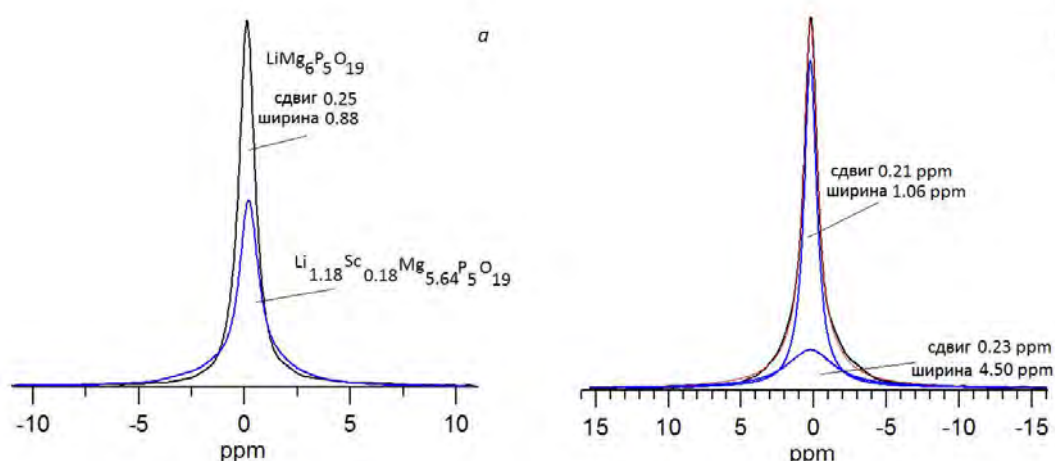 a
LiMg6P5O19
сдвиг 0.25
ширина 0.88
Li1.18Sc0.18Mg5.64P5O19
-10 -5 0 5 10
ppm
сдвиг 0.21 ppm
ширина 1.06 ppm
сдвиг 0.23 ppm
ширина 4.50 ppm
15 10 5 0 -5 -10 -15
ppm